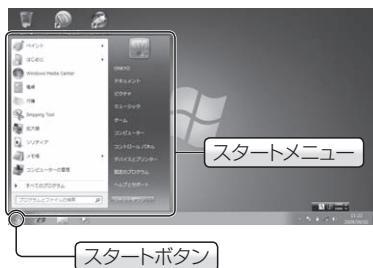 ペイント
はじめに
Windows Media Center
電卓
付箋
Snipping Tool
拡大鏡
ソリティア
メモ帳
コンピューターの管理
すべてのプログラム
プログラムとファイルの検索
ONKYO
ドキュメント
ピクチャ
ミュージック
ゲーム
コンピューター
コントロール パネル
デバイスとプリンター
既定のプログラム
ヘルプとサポート
スタートメニュー
スタートボタン